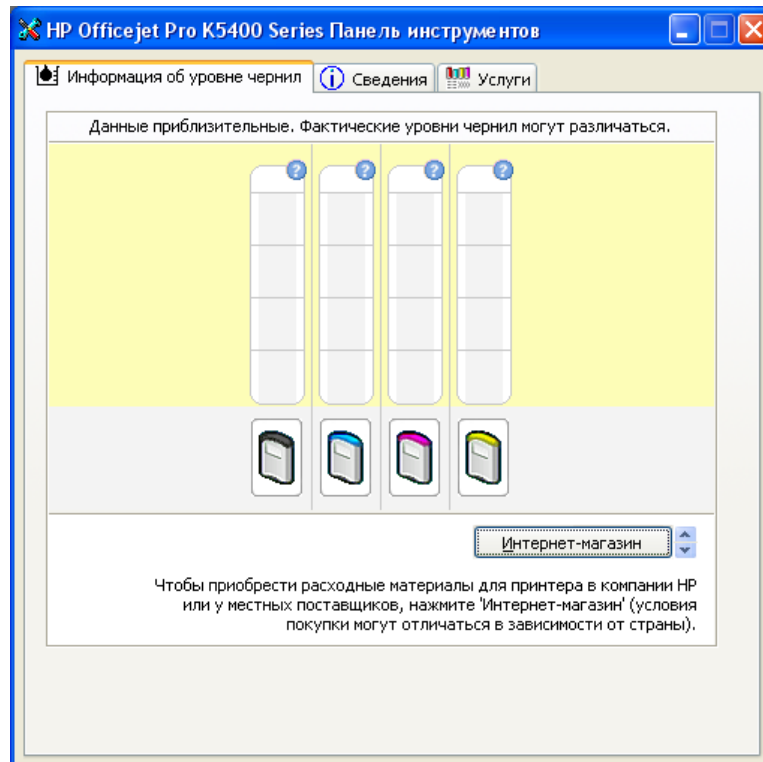 HP Officejet Pro K5400 Series Панель инструментов
Информация об уровне чернил
Сведения
Услуги
Данные приблизительные. Фактические уровни чернил могут различаться.
? ? ? ?
Интернет-магазин
Чтобы приобрести расходные материалы для принтера в компании HP
или у местных поставщиков, нажмите 'Интернет-магазин' (условия
покупки могут отличаться в зависимости от страны).